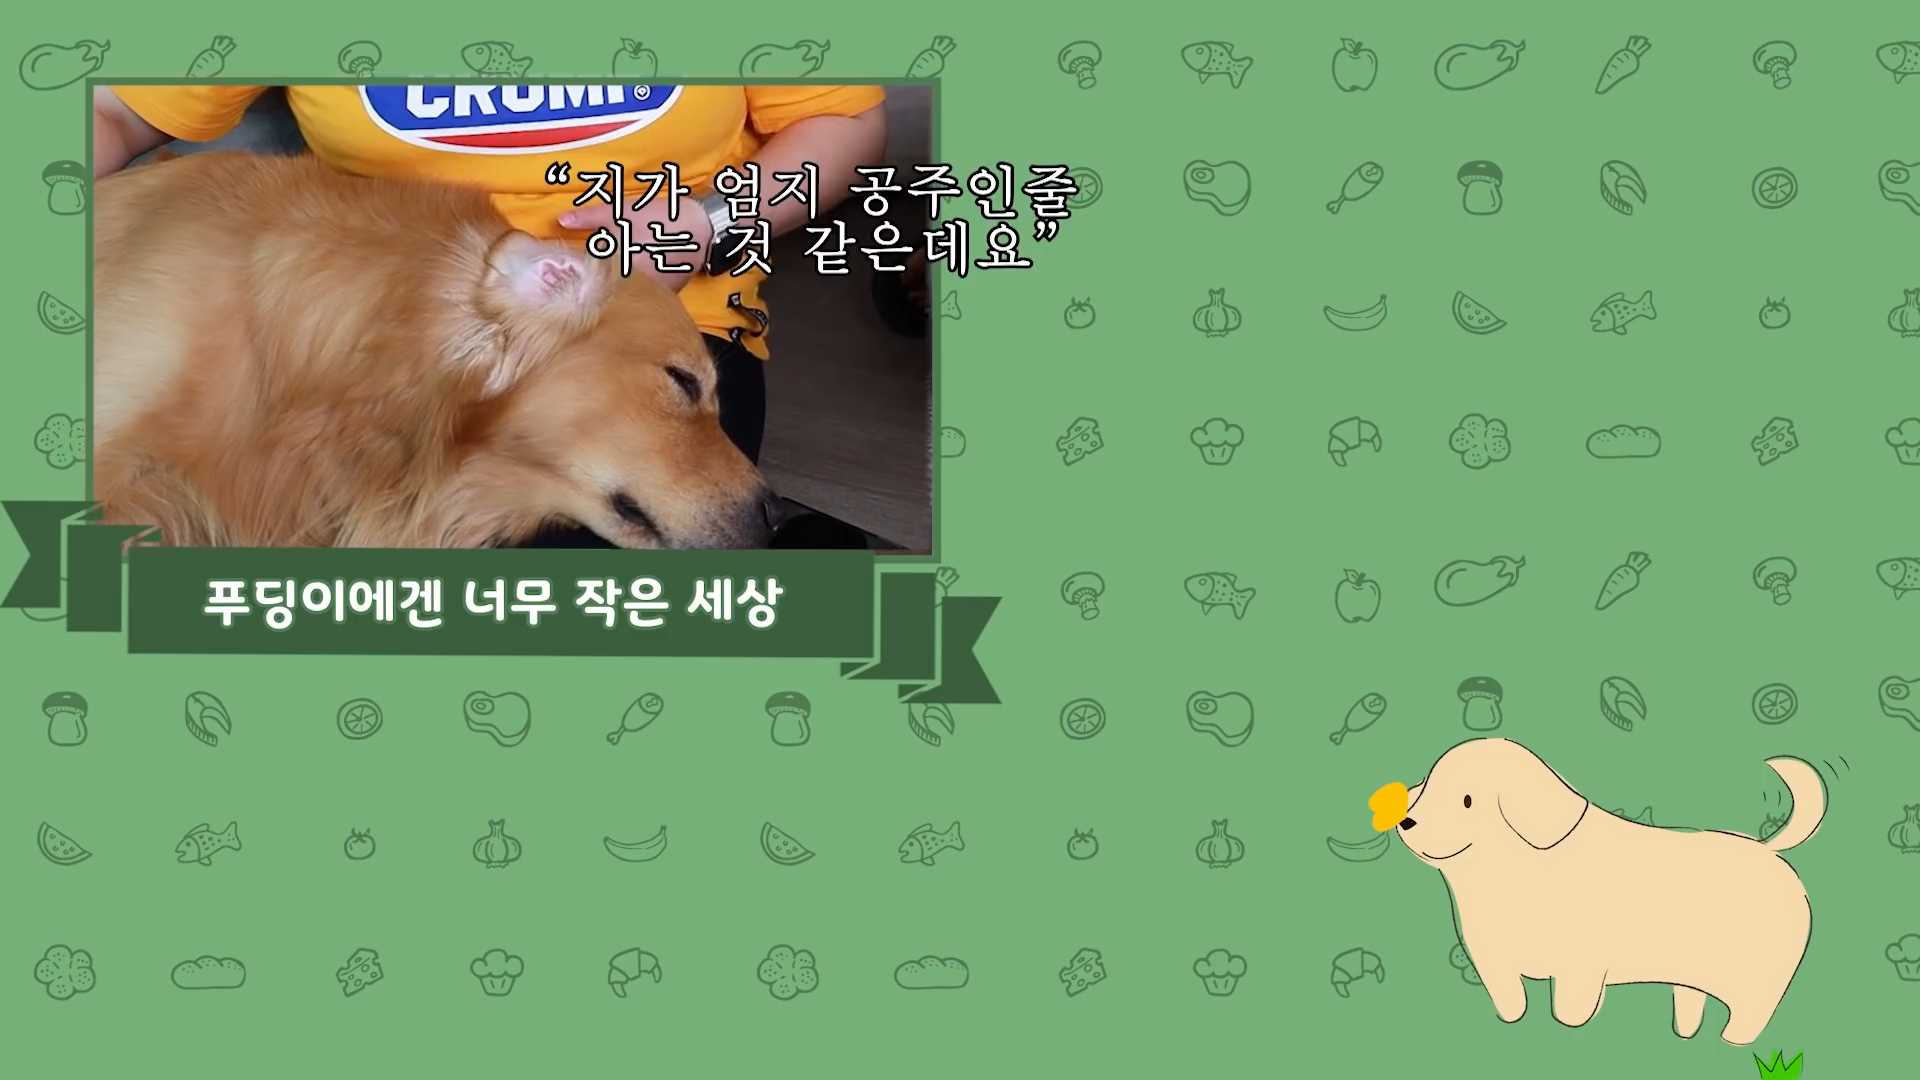 “지가 엄지 공주인줄
아는 것 같은데요”
푸딩이에겐 너무 작은 세상